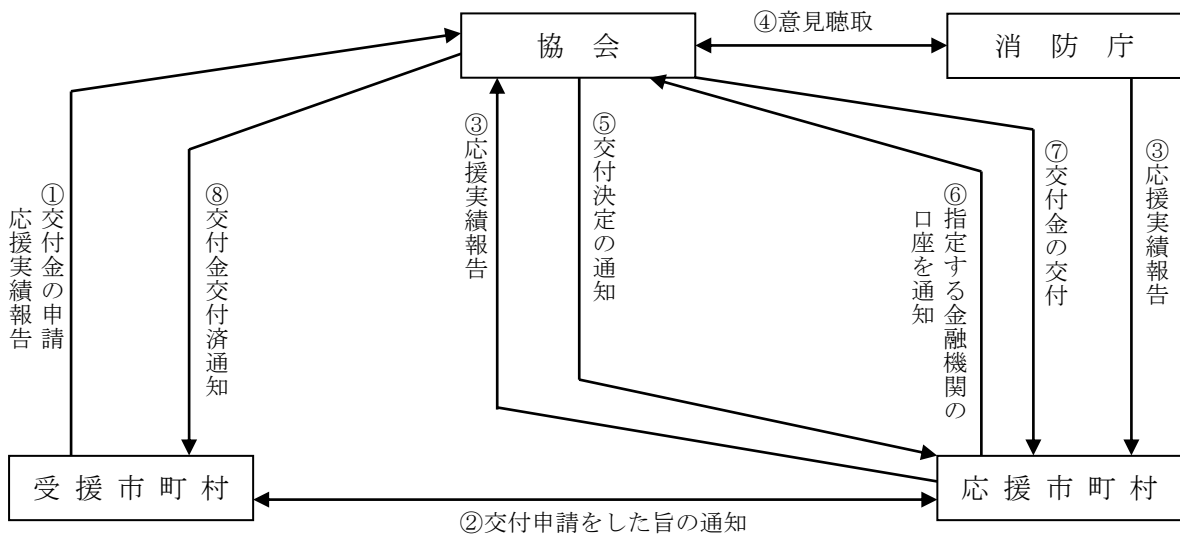 ④意見聴取
協会
消防庁
①交付金の申請
応援実績報告
⑧交付金交付済通知
③応援実績報告
⑤交付決定の通知
⑥指定する金融機関の
口座を通知
⑦交付金の交付
③応援実績報告
受援市町村
応援市町村
②交付申請をした旨の通知